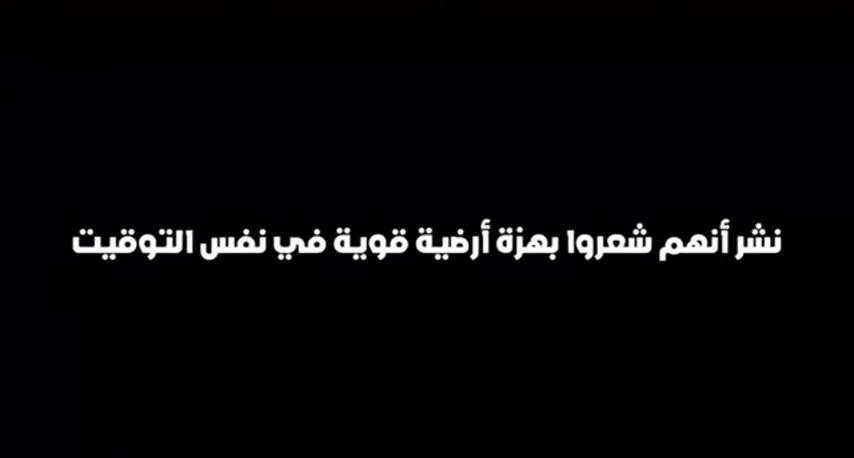 نشر أنهم شعروا بهزة أرضية قوية في نفس التوقيت